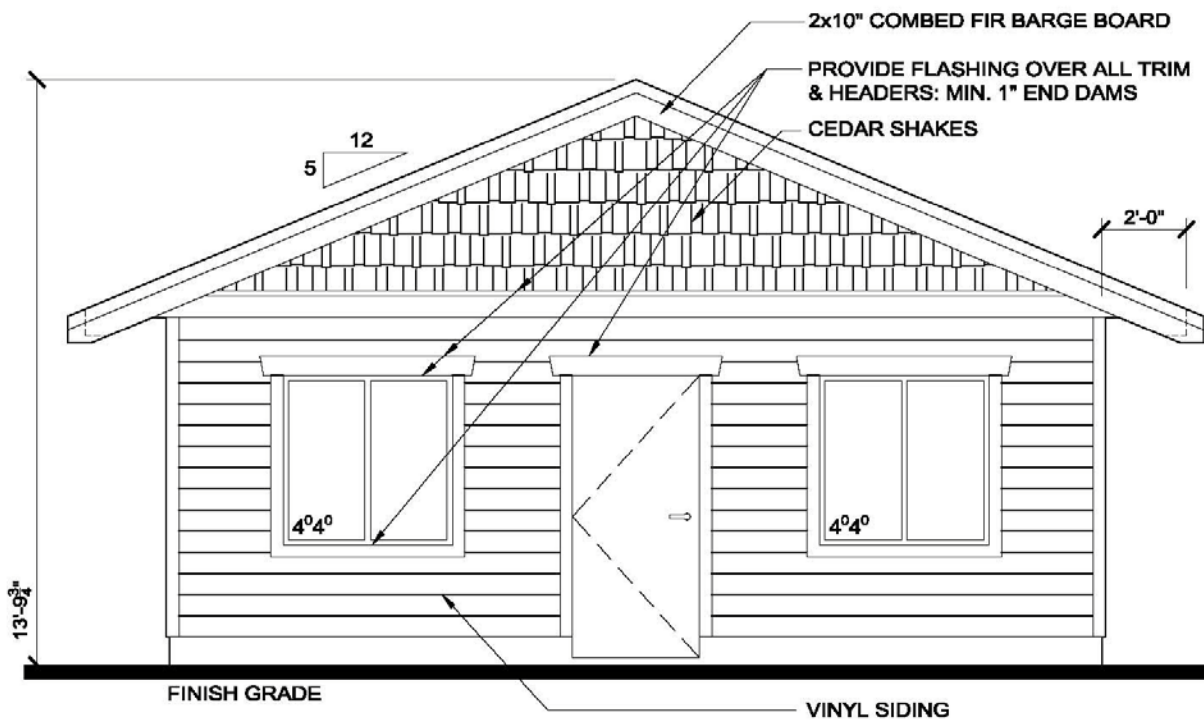 2x10" COMBED FIR BARGE BOARD
PROVIDE FLASHING OVER ALL TRIM
& HEADERS: MIN. 1" END DAMS
CEDAR SHAKES
12
5
2'-0"
4⁰4⁰
4⁰4⁰
13'-9¾"
FINISH GRADE
VINYL SIDING